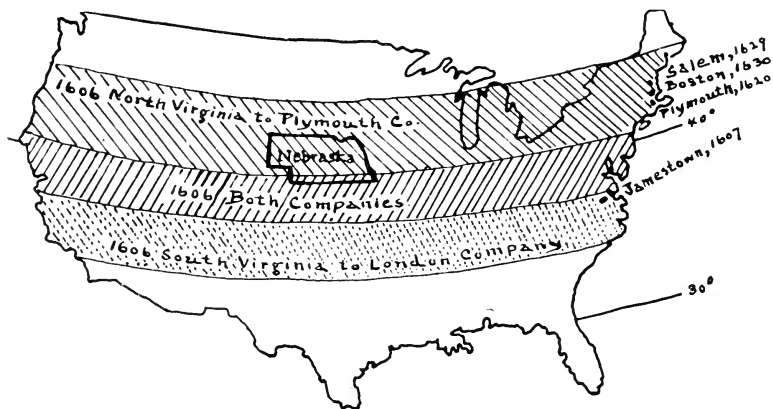 Salem, 1629
Boston, 1630
Plymouth, 1620
40°
1606 North Virginia to Plymouth Co.
Nebraska
Jamestown, 1607
1606 Both Companies
1606 South Virginia to London Company
30°